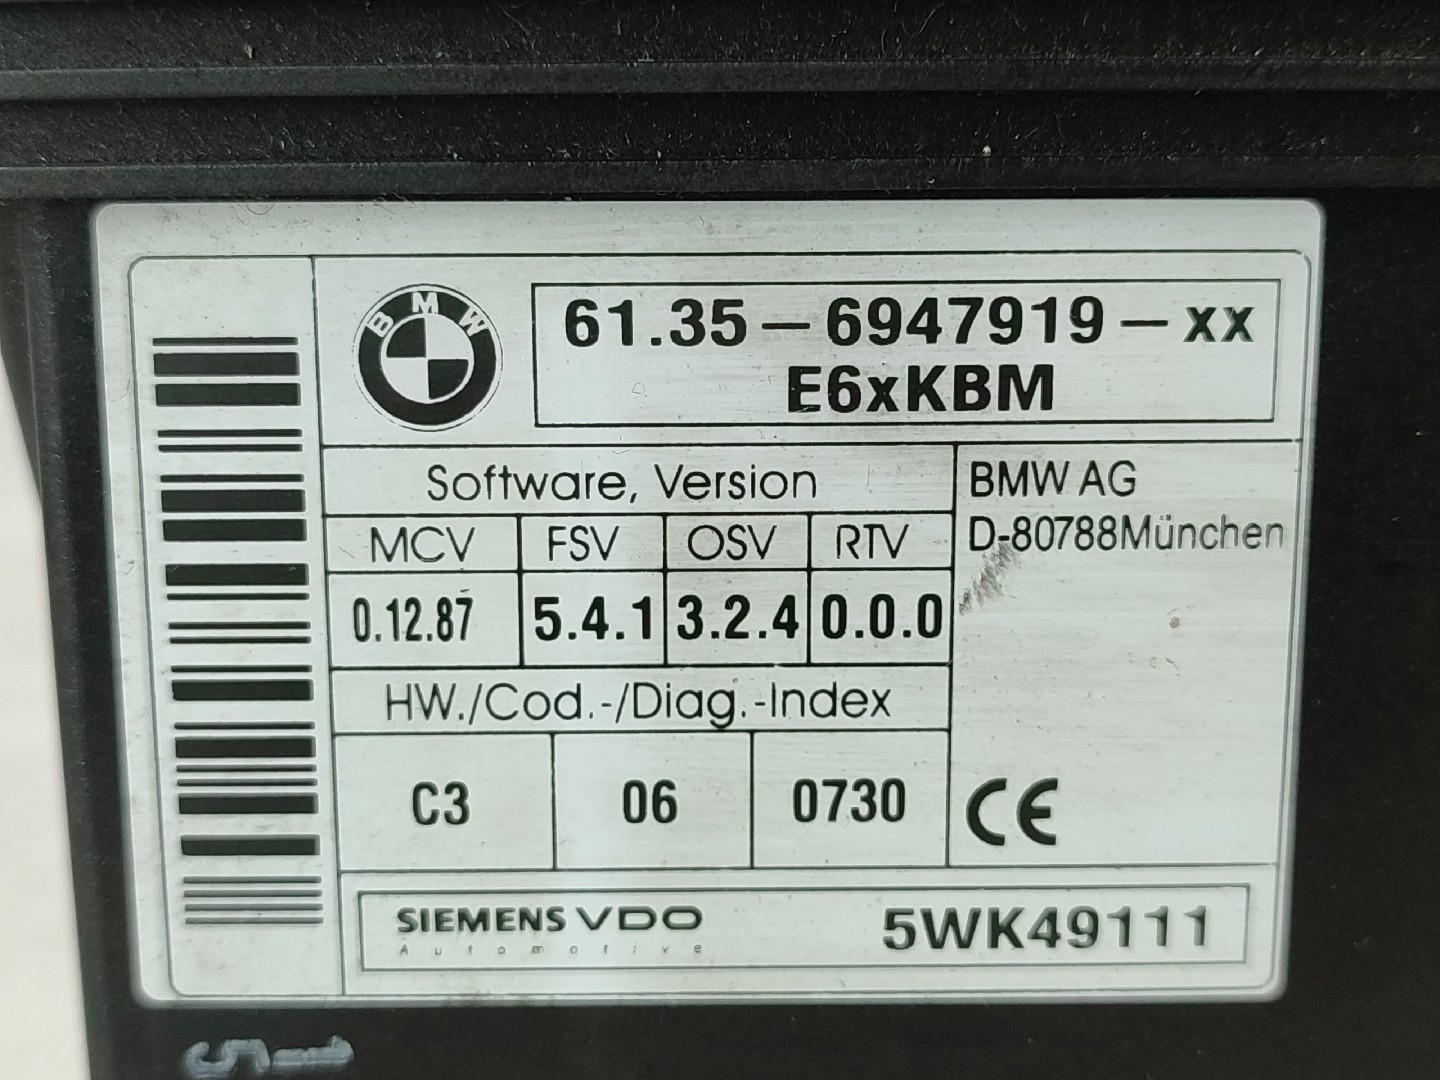 BMW
61.35 – 6947919 – xx
E6xKBM
Software, Version
MCV FSV OSV RTV
0.12.87 5.4.1 3.2.4 0.0.0
HW./Cod.-/Diag.-Index
C3 06 0730
BMW AG
D-80788München
CE
SIEMENS VDO
Automotive
5WK49111
51